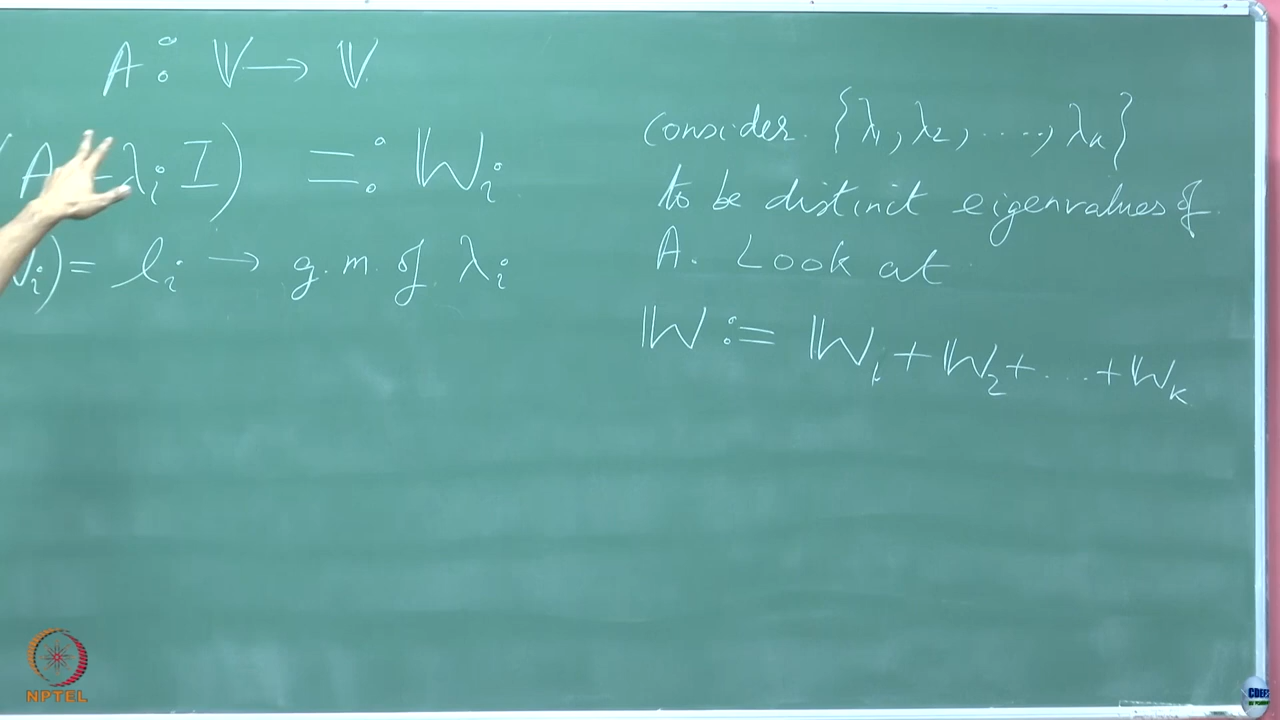 A : 𝕍 → 𝕍
(A - λi I) =: 𝕎i
i) = li → g.m. of λi
consider {λ1, λ2, ...., λk}
to be distinct eigenvalues of
A. Look at
𝕎 := 𝕎1 + 𝕎2 + ... + 𝕎k
NPTEL